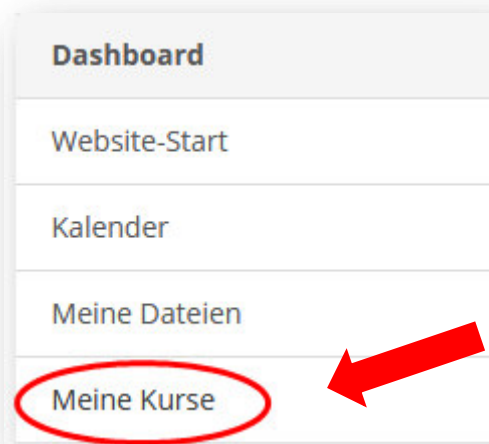 Dashboard
Website-Start
Kalender
Meine Dateien
Meine Kurse